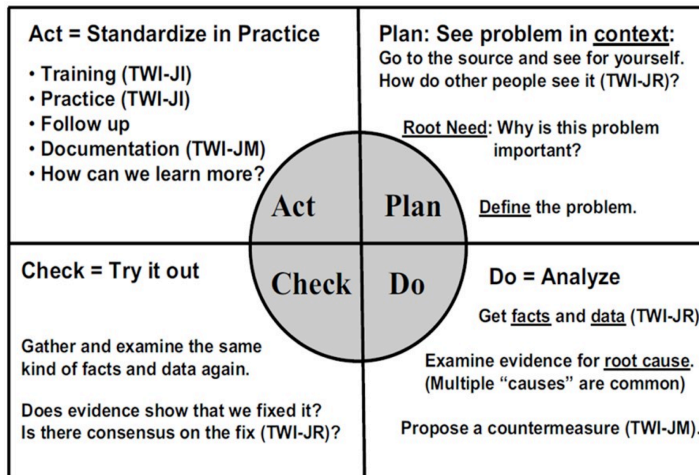 Act = Standardize in Practice
• Training (TWI-JI)
• Practice (TWI-JI)
• Follow up
• Documentation (TWI-JM)
• How can we learn more?
Plan: See problem in context:
Go to the source and see for yourself.
How do other people see it (TWI-JR)?
Root Need: Why is this problem
important?
Define the problem.
Act
Plan
Check
Do
Check = Try it out
Gather and examine the same
kind of facts and data again.
Does evidence show that we fixed it?
Is there consensus on the fix (TWI-JR)?
Do = Analyze
Get facts and data (TWI-JR)
Examine evidence for root cause.
(Multiple “causes” are common)
Propose a countermeasure (TWI-JM).